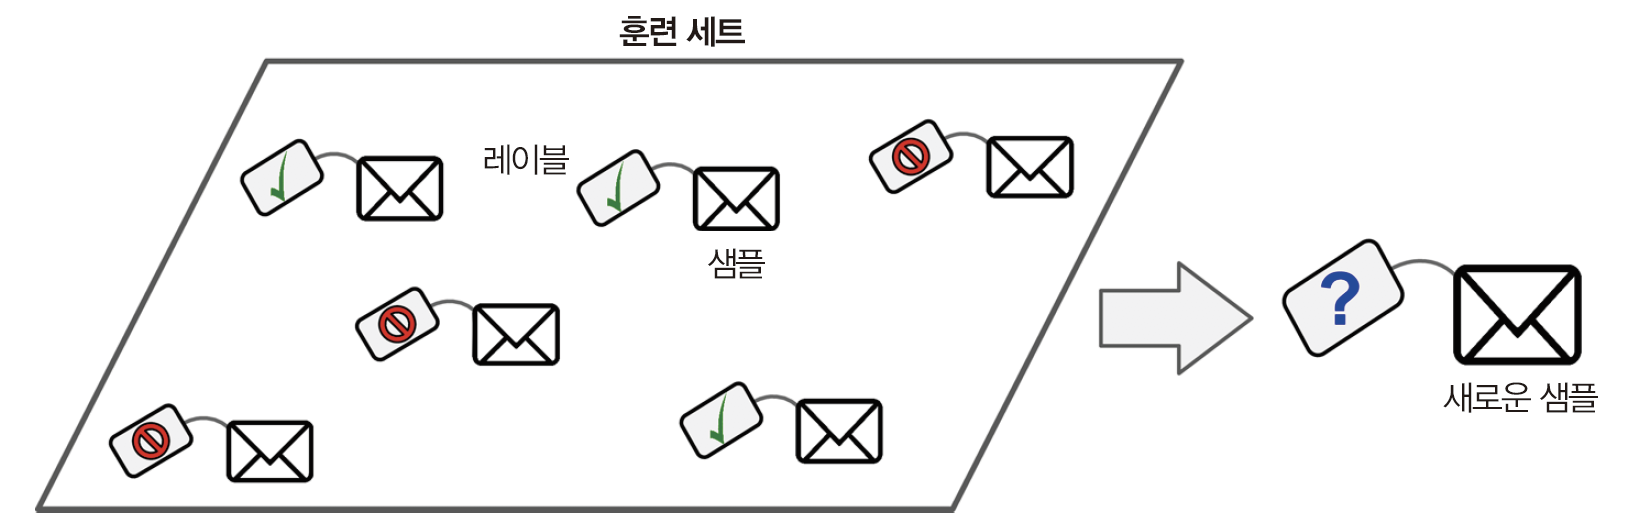 훈련 세트
레이블
샘플
?
새로운 샘플